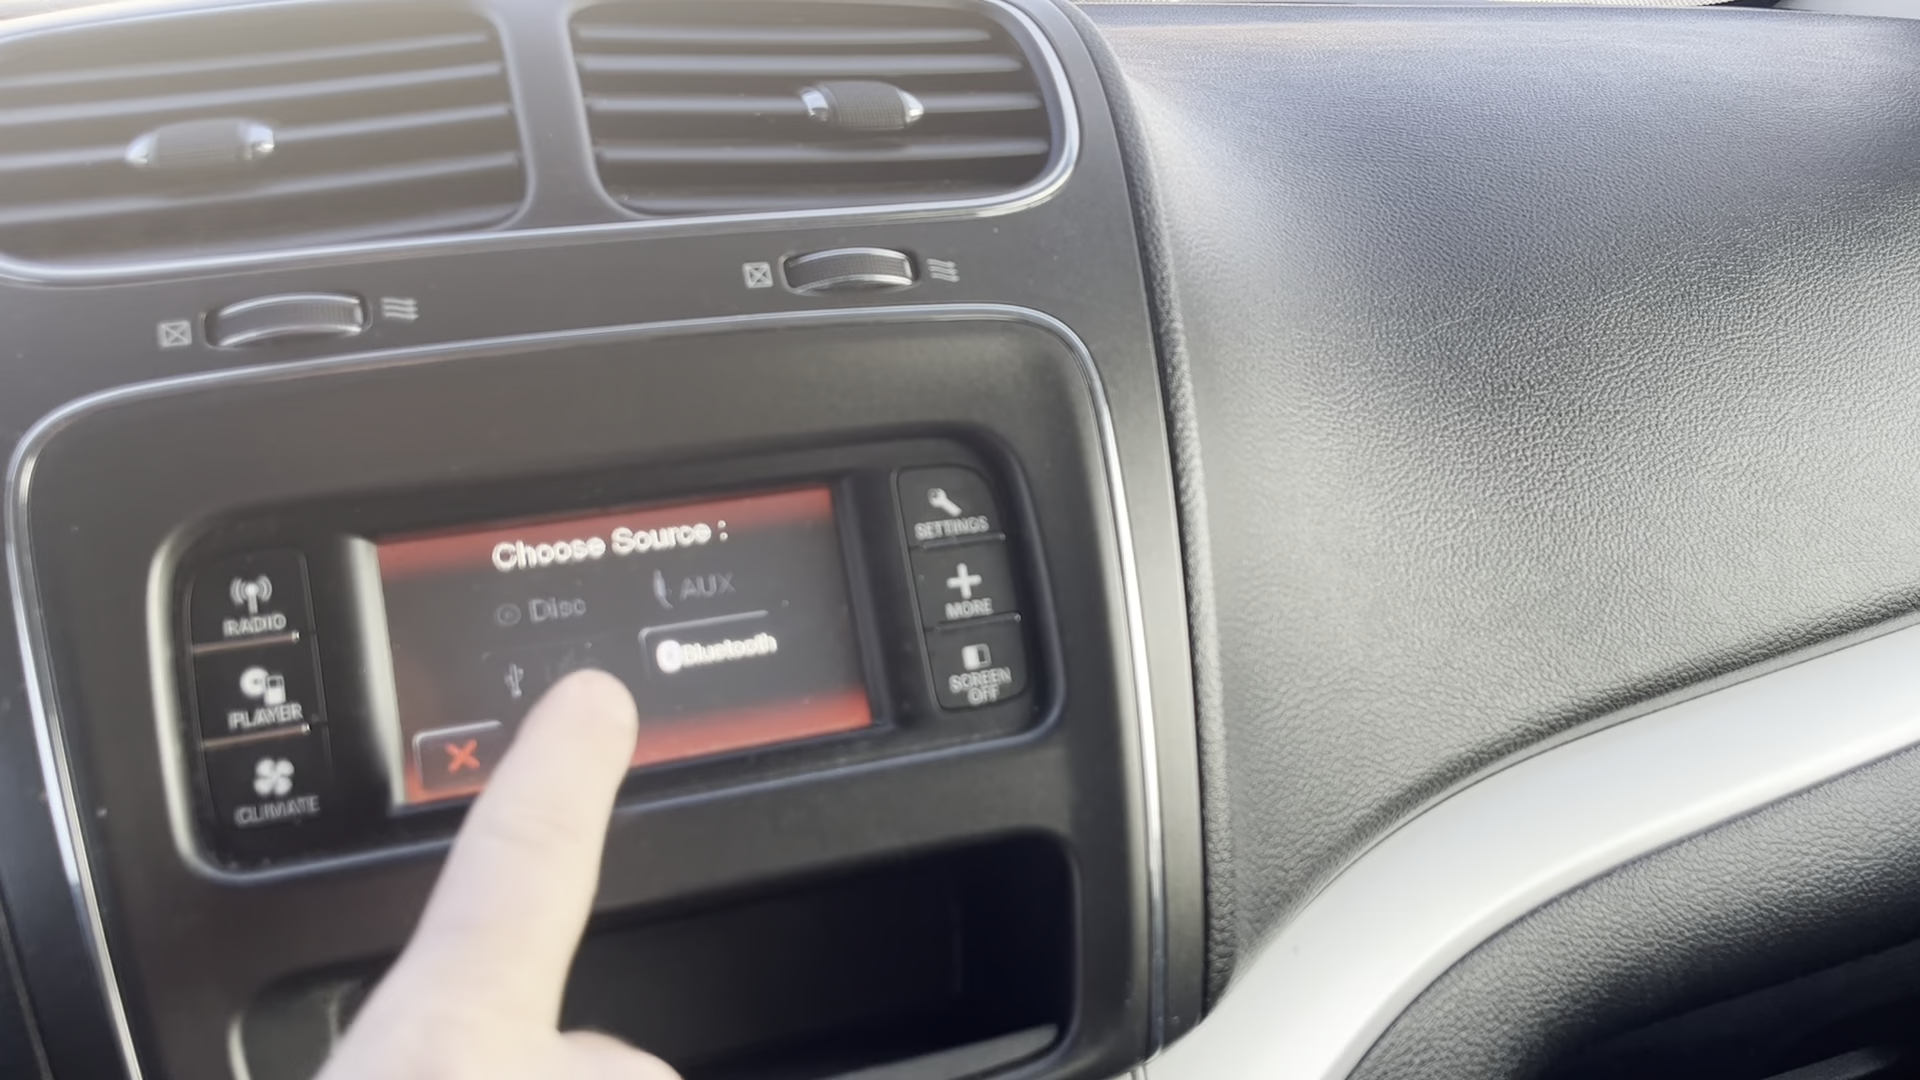 Choose Source :
Disc
AUX
Bluetooth
RADIO
PLAYER
CLIMATE
SETTINGS
MORE
SCREEN
OFF